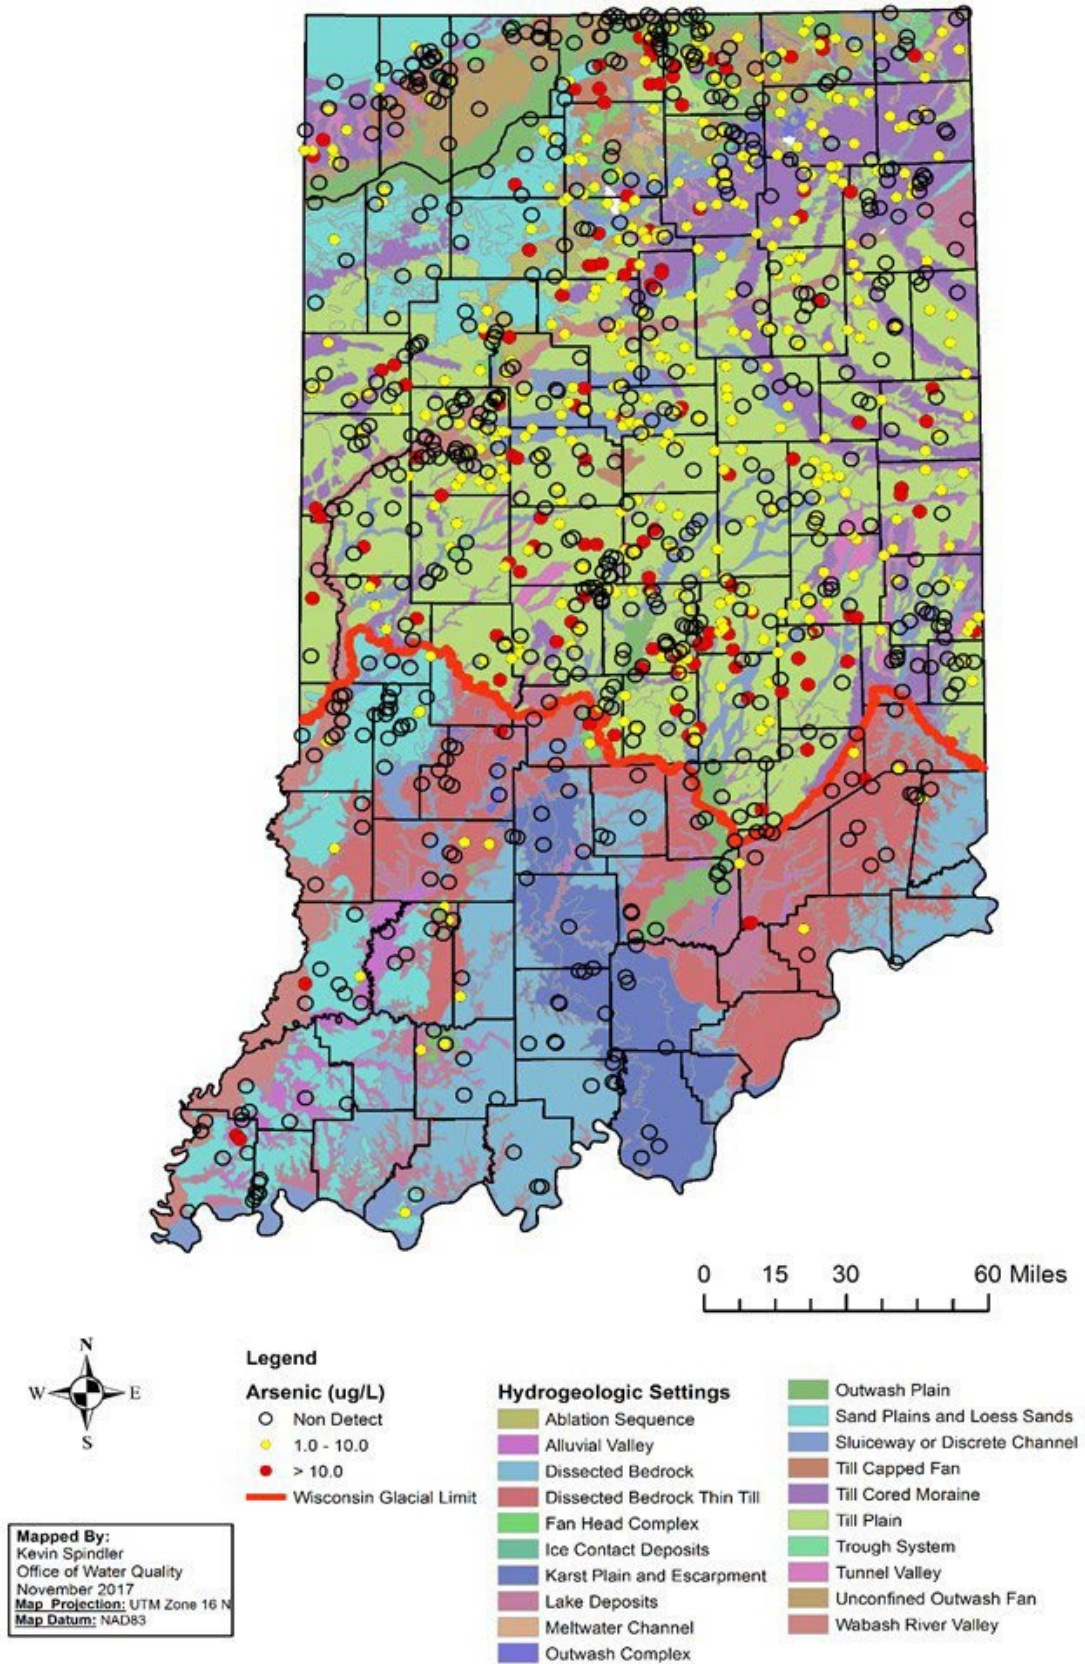 0 15 30 60 Miles
N
W E
S
Legend
Arsenic (ug/L)
Non Detect
1.0 - 10.0
> 10.0
Wisconsin Glacial Limit
Hydrogeologic Settings
Ablation Sequence
Alluvial Valley
Dissected Bedrock
Dissected Bedrock Thin Till
Fan Head Complex
Ice Contact Deposits
Karst Plain and Escarpment
Lake Deposits
Meltwater Channel
Outwash Complex
Outwash Plain
Sand Plains and Loess Sands
Sluiceway or Discrete Channel
Till Capped Fan
Till Cored Moraine
Till Plain
Trough System
Tunnel Valley
Unconfined Outwash Fan
Wabash River Valley
Mapped By:
Kevin Spindler
Office of Water Quality
November 2017
Map Projection: UTM Zone 16 N
Map Datum: NAD83